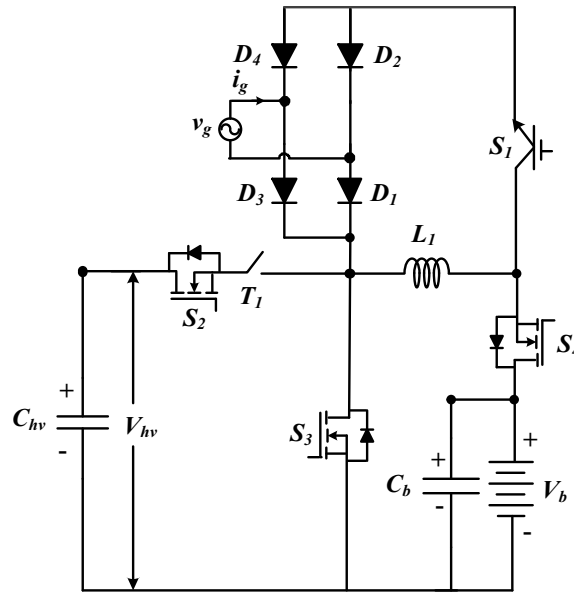 D4
D2
ig
vg
S1
D3
D1
L1
T1
S2
S
+
Chv
-
Vhv
S3
+
Cb
-
+
Vb
-